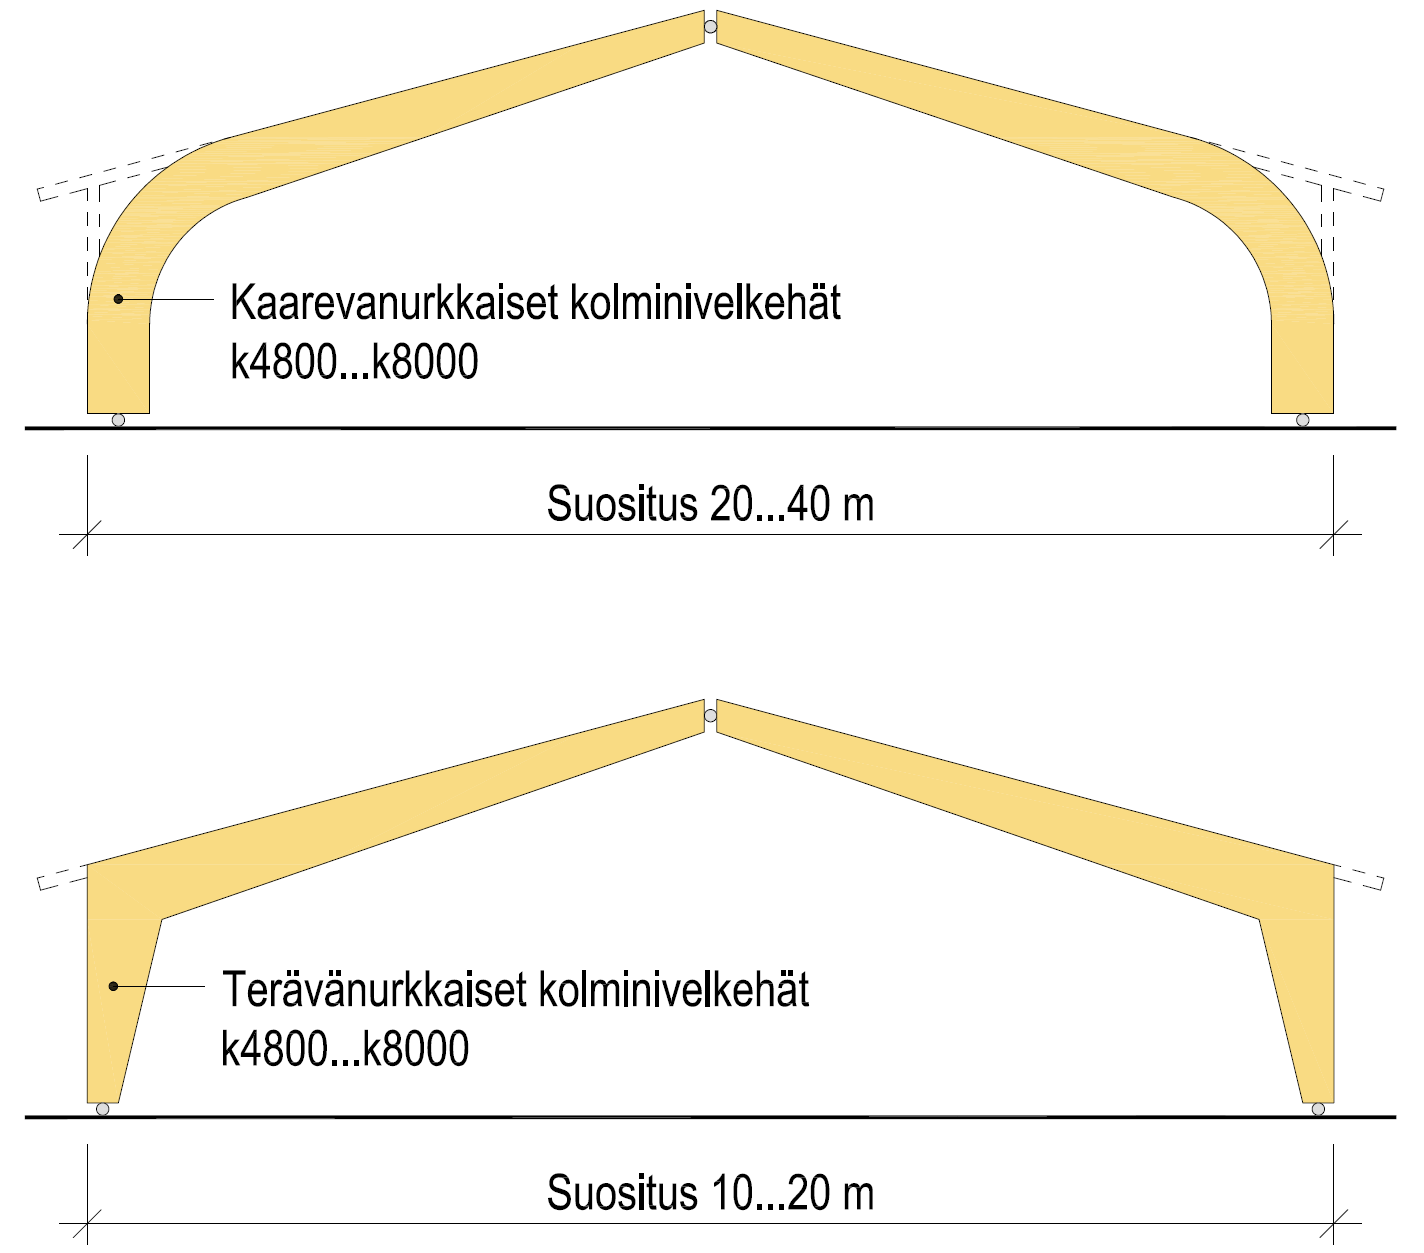 Kaarevanurkkaiset kolminivelkehät
k4800...k8000
Suositus 20...40 m
Terävänurkkaiset kolminivelkehät
k4800...k8000
Suositus 10...20 m